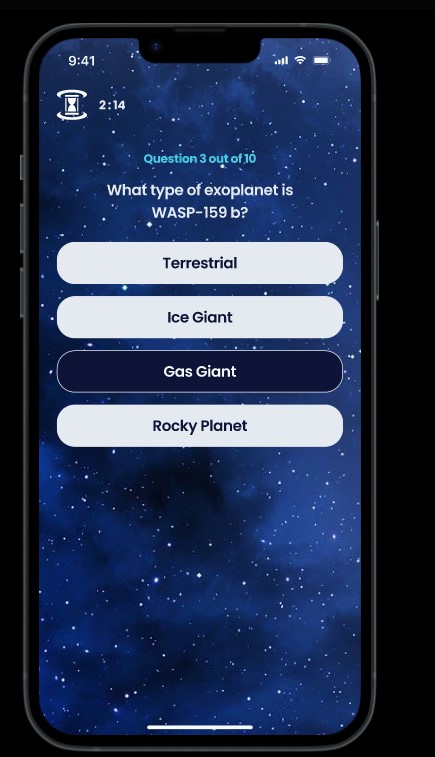 9:41
2:14
Question 3 out of 10
What type of exoplanet is
WASP-159 b?
Terrestrial
Ice Giant
Gas Giant
Rocky Planet